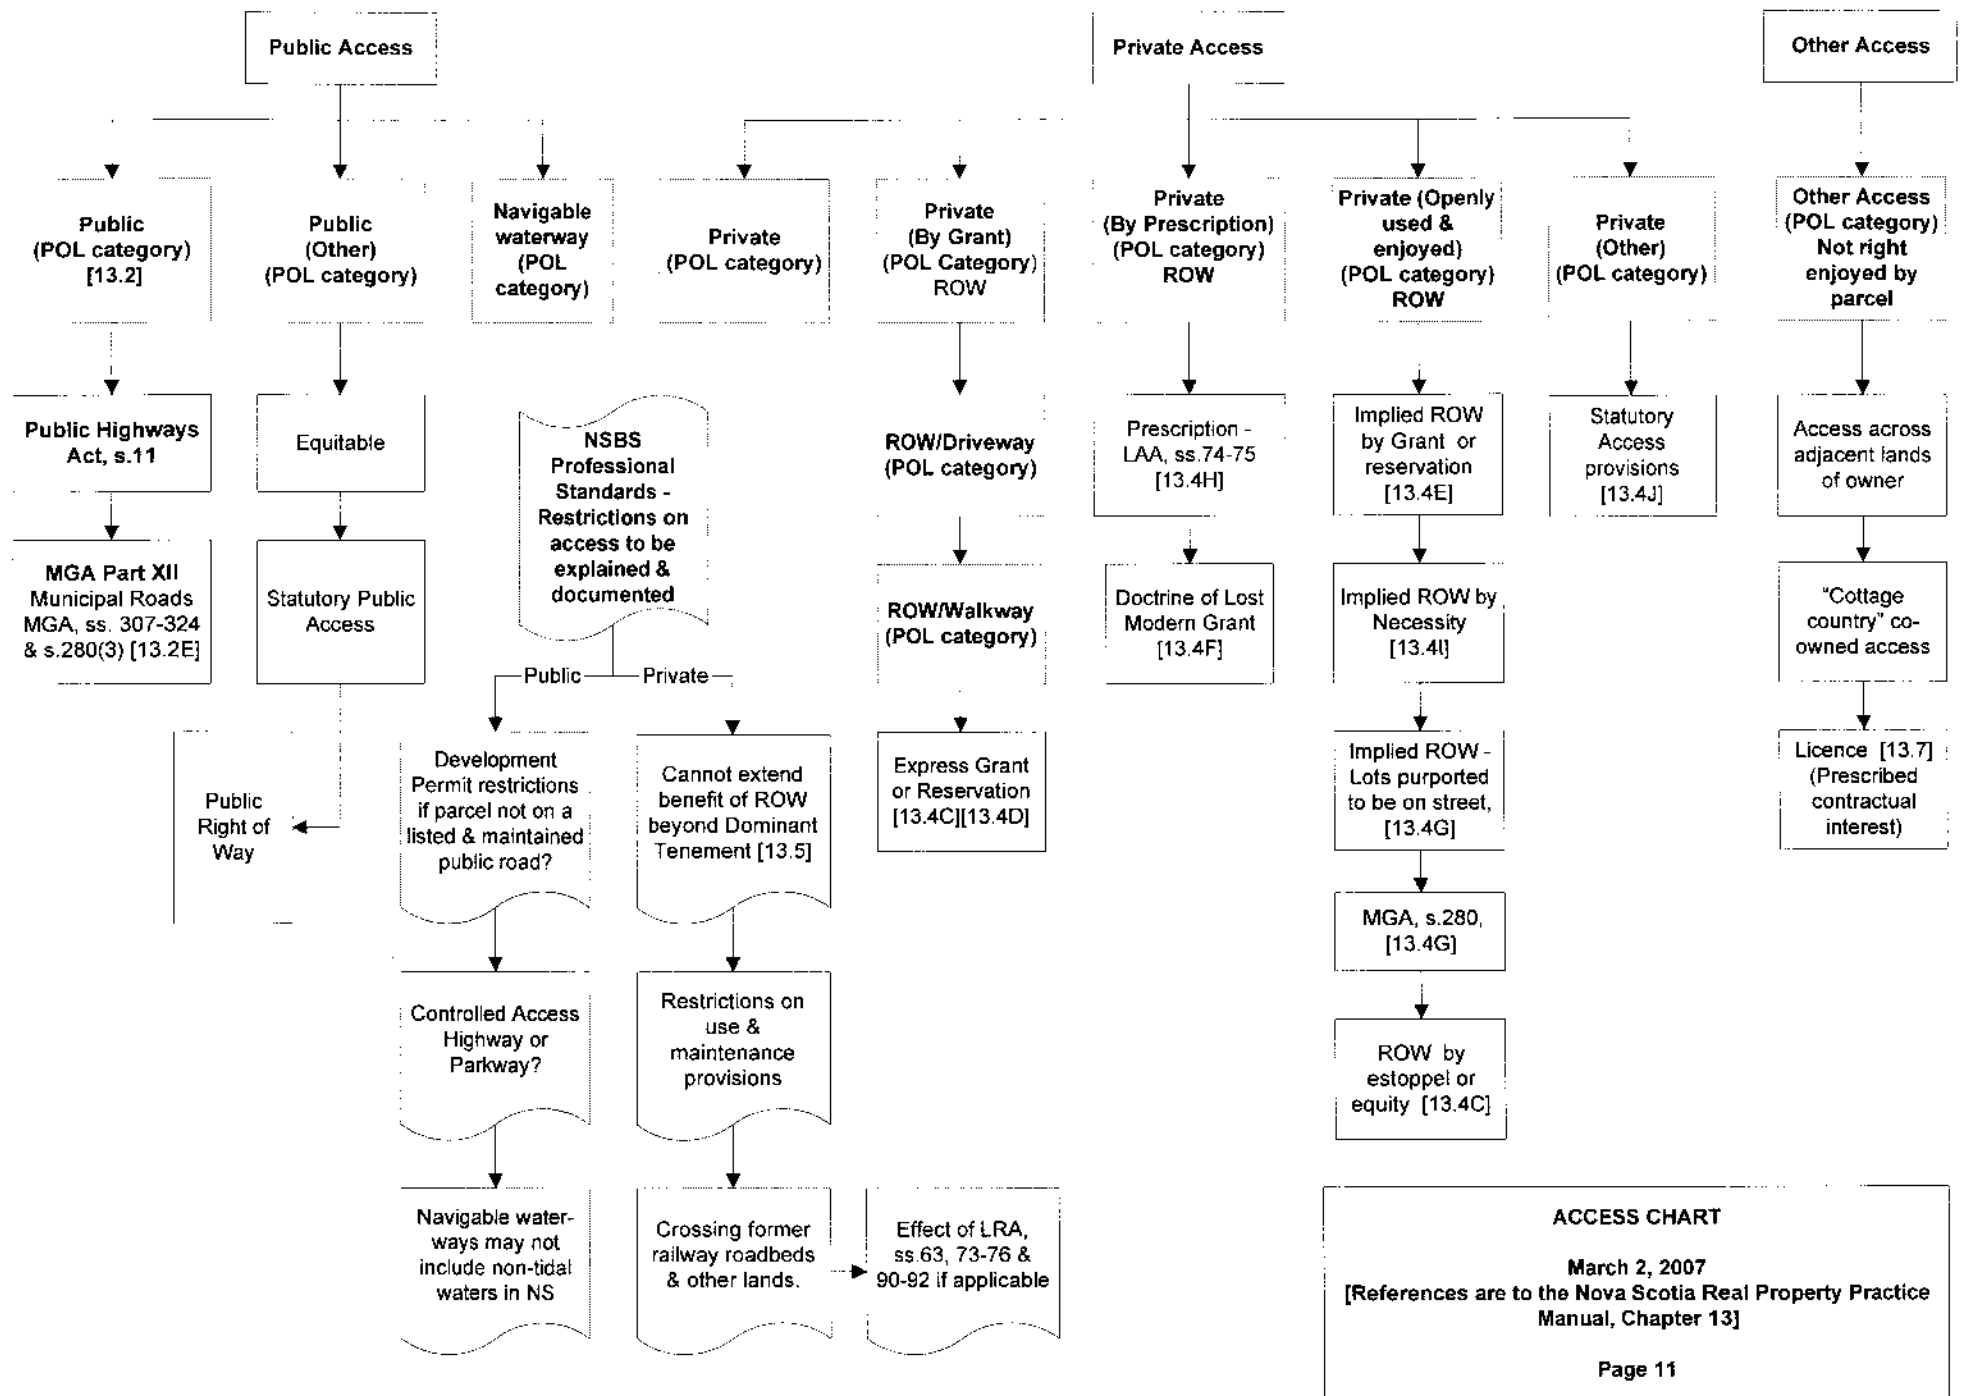 Public Access
Private Access
Other Access
Public
(POL category)
[13.2]
Public
(Other)
(POL category)
Navigable
waterway
(POL
category)
Private
(POL category)
Private
(By Grant)
(POL Category)
ROW
Private
(By Prescription)
(POL category)
ROW
Private (Openly
used &
enjoyed)
(POL category)
ROW
Private
(Other)
(POL category)
Other Access
(POL category)
Not right
enjoyed by
parcel
Public Highways
Act, s.11
Equitable
NSBS
Professional
Standards -
Restrictions on
access to be
explained &
documented
ROW/Driveway
(POL category)
Prescription -
LAA, ss.74-75
[13.4H]
Implied ROW
by Grant or
reservation
[13.4E]
Statutory
Access
provisions
[13.4J]
Access across
adjacent lands
of owner
MGA Part XII
Municipal Roads
MGA, ss. 307-324
& s.280(3) [13.2E]
Statutory Public
Access
ROW/Walkway
(POL category)
Doctrine of Lost
Modern Grant
[13.4F]
Implied ROW by
Necessity
[13.4I]
“Cottage
country” co-
owned access
Public
Private
Public
Right of
Way
Development
Permit restrictions
if parcel not on a
listed & maintained
public road?
Cannot extend
benefit of ROW
beyond Dominant
Tenement [13.5]
Express Grant
or Reservation
[13.4C][13.4D]
Implied ROW -
Lots purported
to be on street,
[13.4G]
Licence [13.7]
(Prescribed
contractual
interest)
MGA, s.280,
[13.4G]
Controlled Access
Highway or
Parkway?
Restrictions on
use &
maintenance
provisions
ROW by
estoppel or
equity [13.4C]
Navigable water-
ways may not
include non-tidal
waters in NS
Crossing former
railway roadbeds
& other lands.
Effect of LRA,
ss.63, 73-76 &
90-92 if applicable
ACCESS CHART
March 2, 2007
[References are to the Nova Scotia Real Property Practice
Manual, Chapter 13]
Page 11